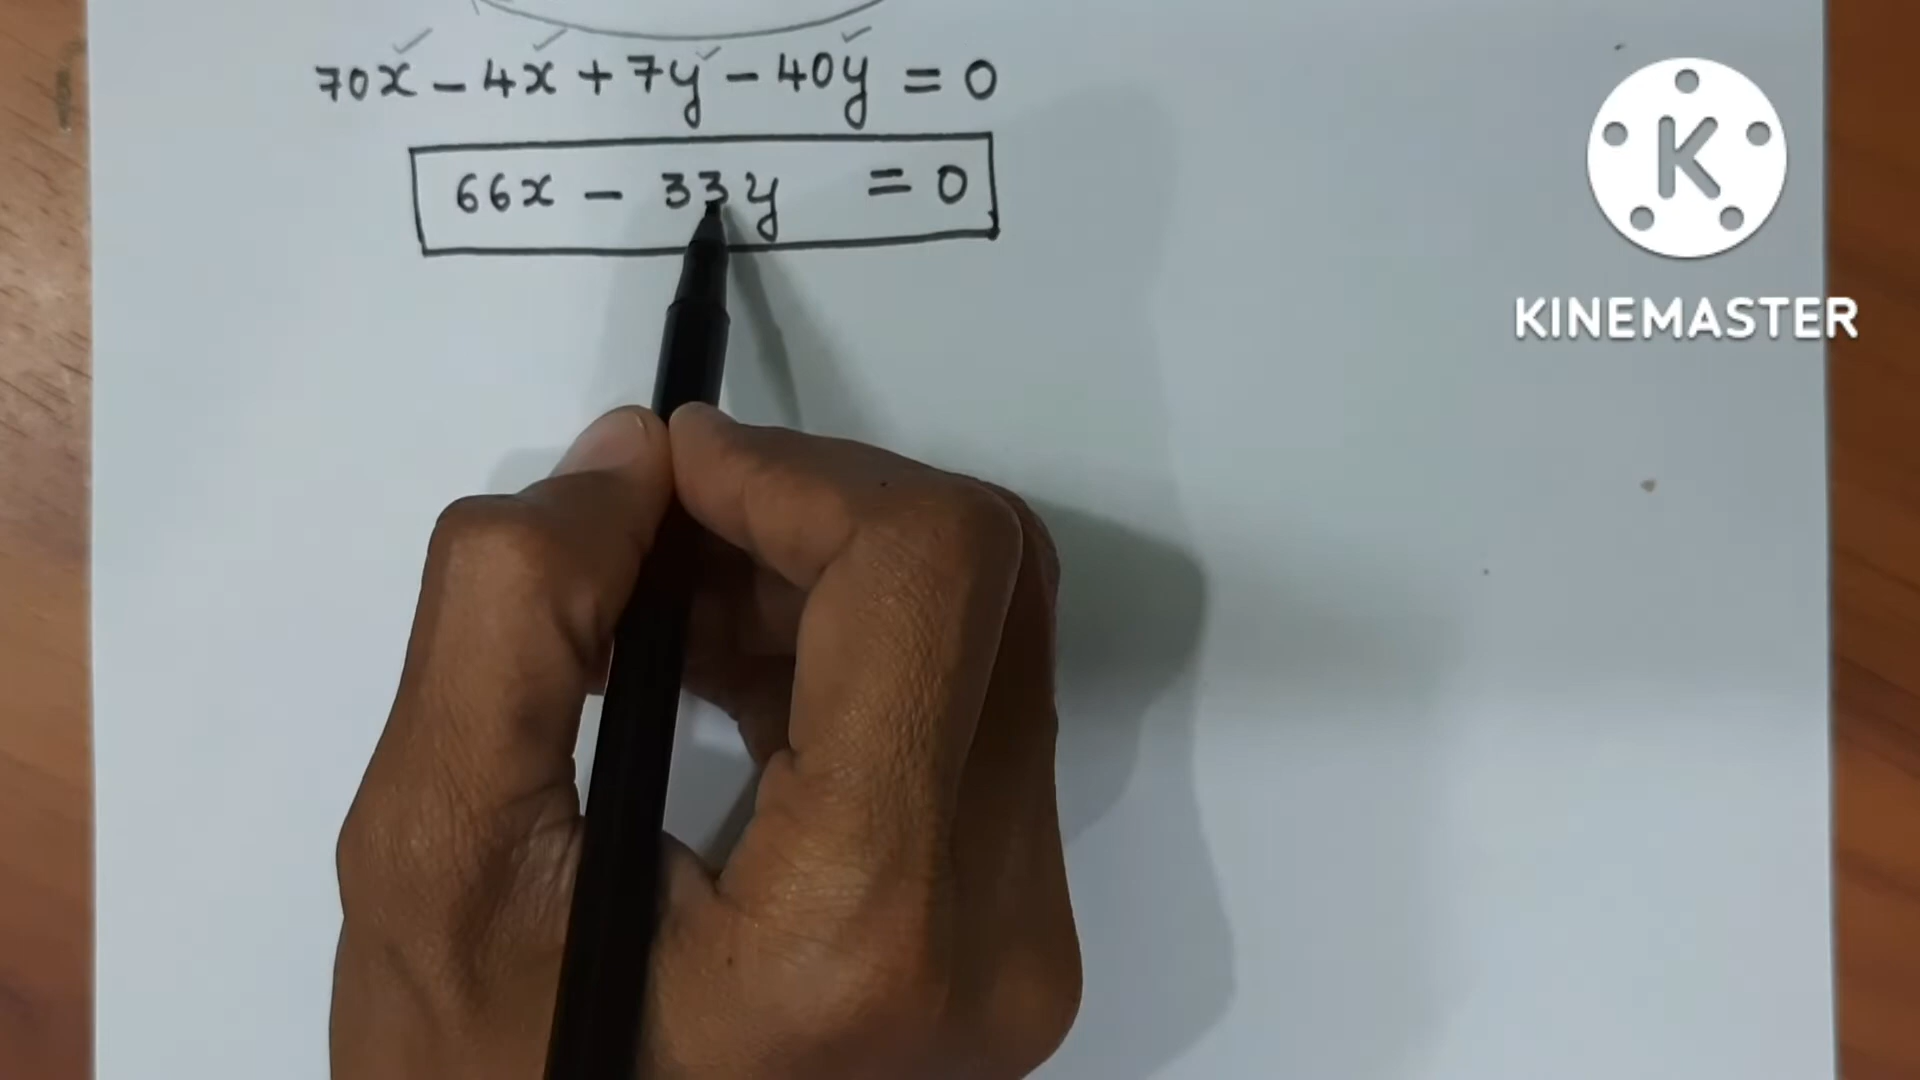 70x - 4x + 7y - 40y = 0
66x - 33y = 0
K
KINEMASTER